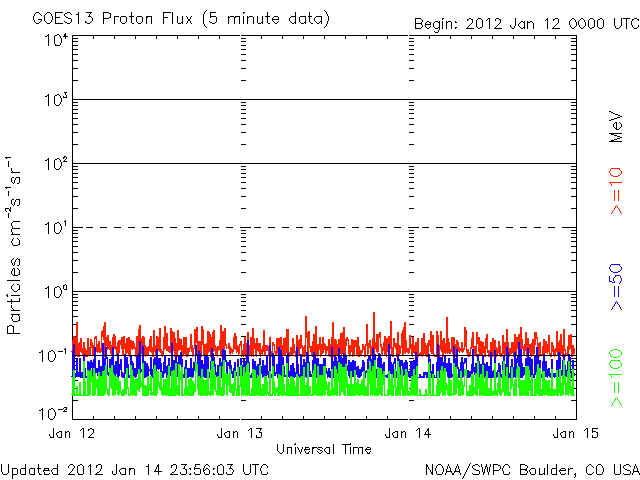 GOES13 Proton Flux (5 minute data)
Begin: 2012 Jan 12 0000 UTC
Particles cm⁻²s⁻¹sr⁻¹
10⁴
10³
10²
10¹
10⁰
10⁻¹
10⁻²
MeV
>=10
>=50
>=100
Jan 12
Jan 13
Jan 14
Jan 15
Universal Time
Updated 2012 Jan 14 23:56:03 UTC
NOAA/SWPC Boulder, CO USA